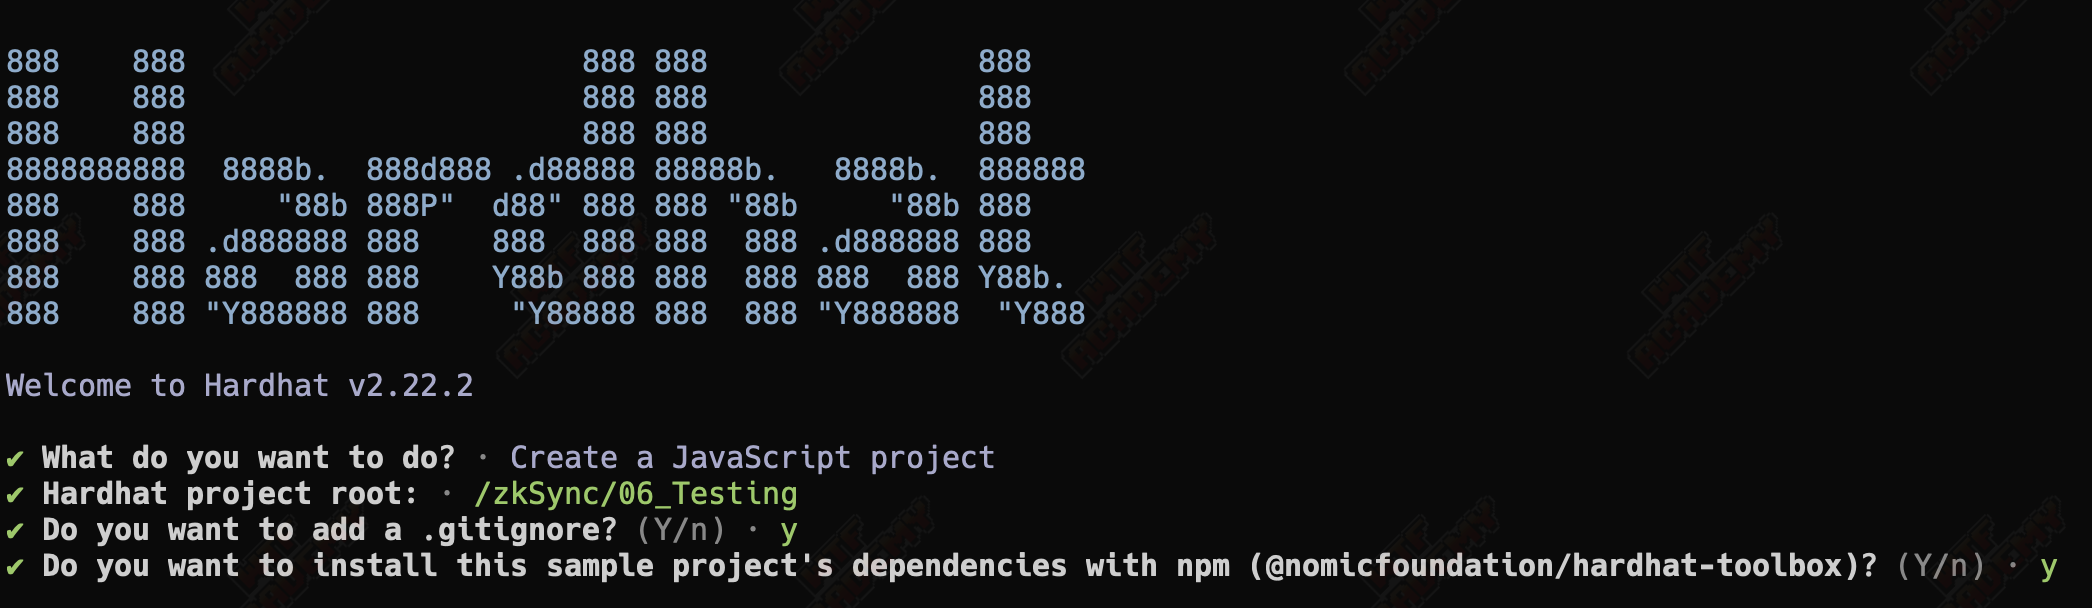 888    888                      888 888               888
888    888                      888 888               888
888    888                      888 888               888
8888888888  8888b.  888d888 .d88888 88888b.   8888b.  888888
888    888     "88b 888P"  d88" 888 888 "88b     "88b 888
888    888 .d888888 888    888  888 888  888 .d888888 888
888    888 888  888 888    Y88b 888 888  888 888  888 Y88b.
888    888 "Y888888 888     "Y88888 888  888 "Y888888  "Y888
Welcome to Hardhat v2.22.2
✔ What do you want to do? · Create a JavaScript project
✔ Hardhat project root: · /zkSync/06_Testing
✔ Do you want to add a .gitignore? (Y/n) · y
✔ Do you want to install this sample project's dependencies with npm (@nomicfoundation/hardhat-toolbox)? (Y/n) · y
WTF ACADEMY